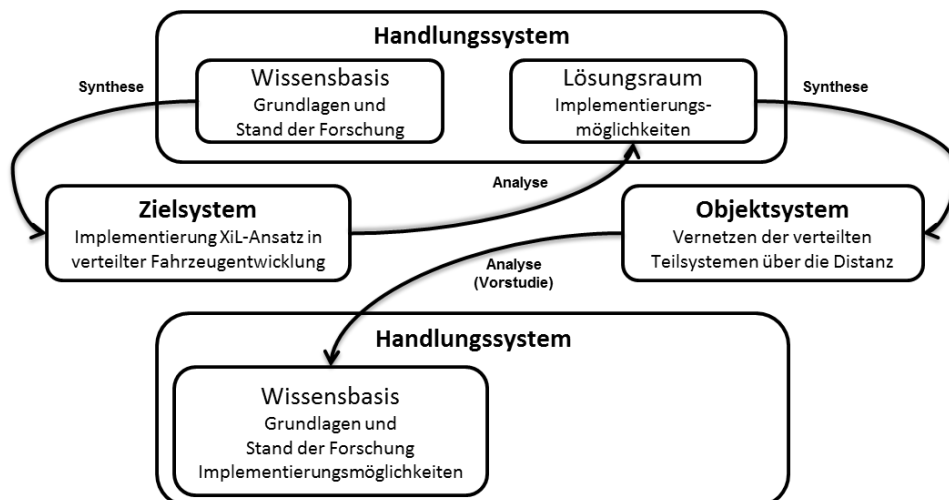 Handlungssystem
Wissensbasis
Grundlagen und
Stand der Forschung
Lösungsraum
Implementierungs-
möglichkeiten
Synthese
Synthese
Analyse
Zielsystem
Implementierung XiL-Ansatz in
verteilter Fahrzeugentwicklung
Objektsystem
Vernetzen der verteilten
Teilsystemen über die Distanz
Analyse
(Vorstudie)
Handlungssystem
Wissensbasis
Grundlagen und
Stand der Forschung
Implementierungsmöglichkeiten